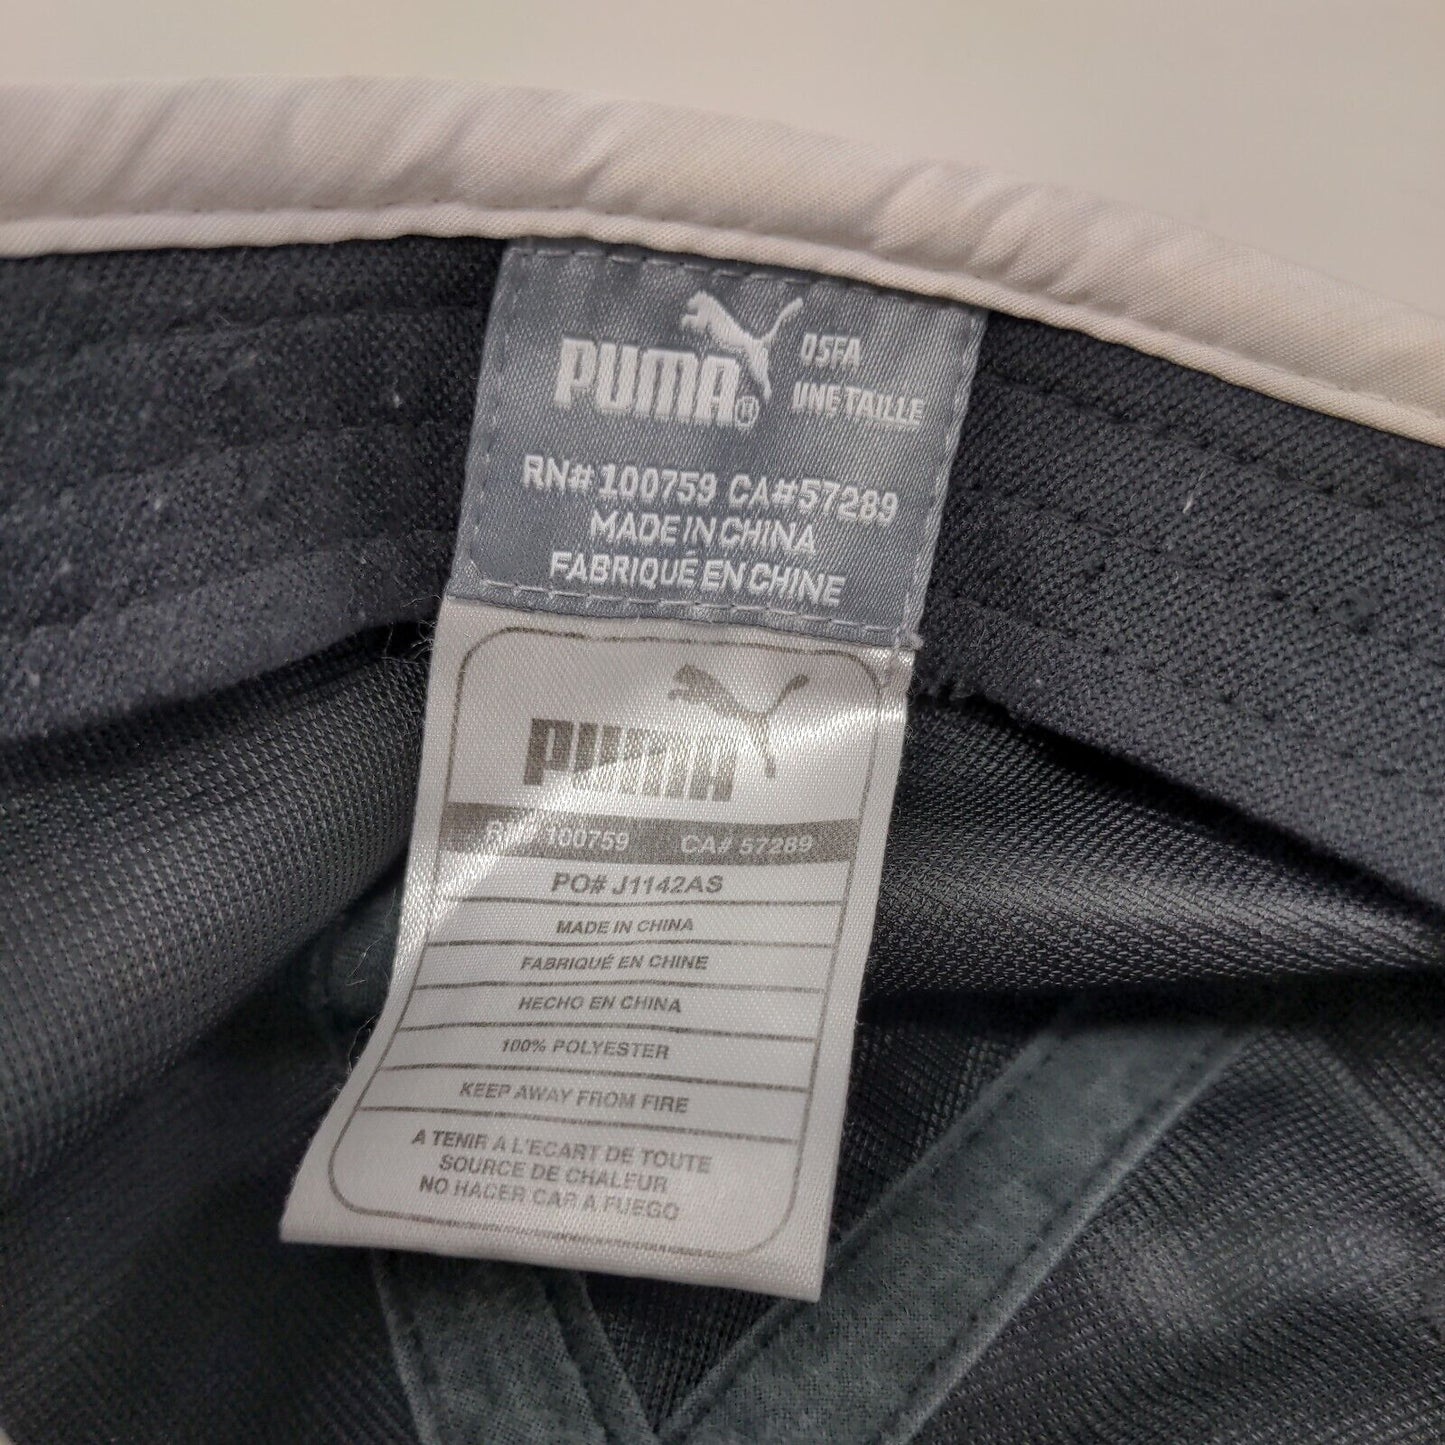 PUMA
OSFA
UNE TAILLE
RN# 100759 CA# 57289
MADE IN CHINA
FABRIQUÉ EN CHINE
PUMA
RN# 100759 CA# 57289
PO# J1142AS
MADE IN CHINA
FABRIQUÉ EN CHINE
HECHO EN CHINA
100% POLYESTER
KEEP AWAY FROM FIRE
A TENIR A L'ECART DE TOUTE
SOURCE DE CHALEUR
NO HACER CAR A FUEGO